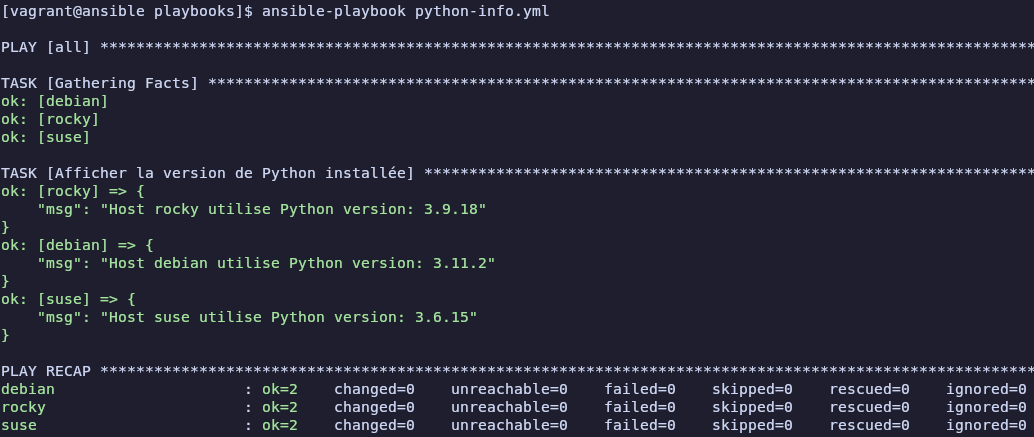 [vagrant@ansible playbooks]$ ansible-playbook python-info.yml
PLAY [all] *******************************************************************************************************
TASK [Gathering Facts] *******************************************************************************************
ok: [debian]
ok: [rocky]
ok: [suse]
TASK [Afficher la version de Python installée] ********************************************************************
ok: [rocky] => {
    "msg": "Host rocky utilise Python version: 3.9.18"
}
ok: [debian] => {
    "msg": "Host debian utilise Python version: 3.11.2"
}
ok: [suse] => {
    "msg": "Host suse utilise Python version: 3.6.15"
}
PLAY RECAP *******************************************************************************************************
debian                     : ok=2    changed=0    unreachable=0    failed=0    skipped=0    rescued=0    ignored=0
rocky                      : ok=2    changed=0    unreachable=0    failed=0    skipped=0    rescued=0    ignored=0
suse                       : ok=2    changed=0    unreachable=0    failed=0    skipped=0    rescued=0    ignored=0